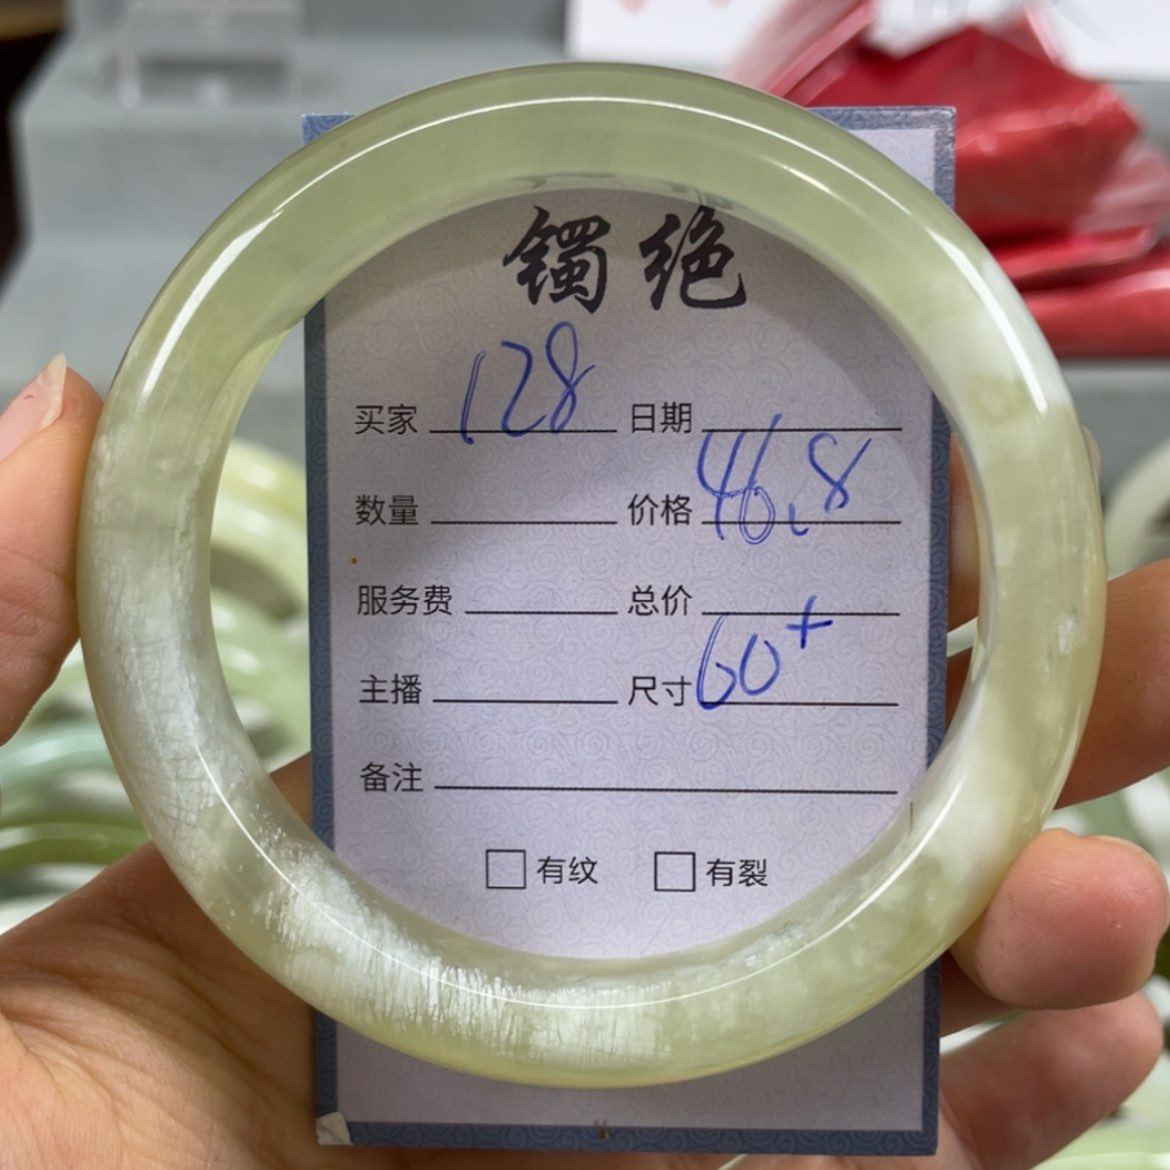 镯绝
买家 128 日期
数量 价格 46.8
服务费 总价
主播 尺寸 60+
备注
□ 有纹 □ 有裂